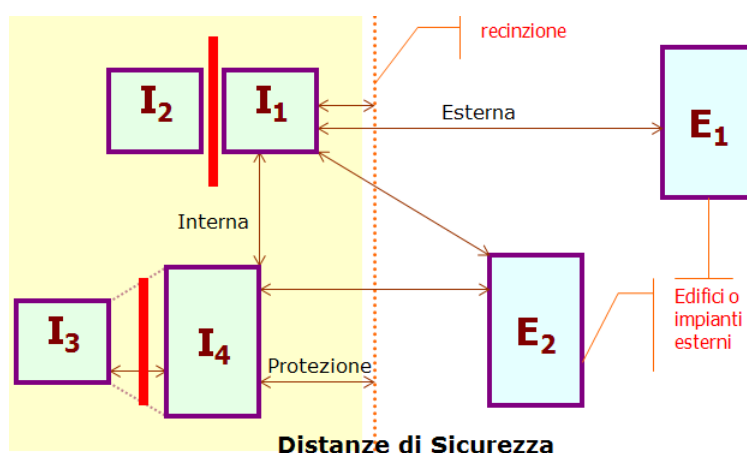 recinzione
I2
I1
Esterna
E1
Interna
I3
I4
E2
Edifici o
impianti
esterni
Protezione
Distanze di Sicurezza